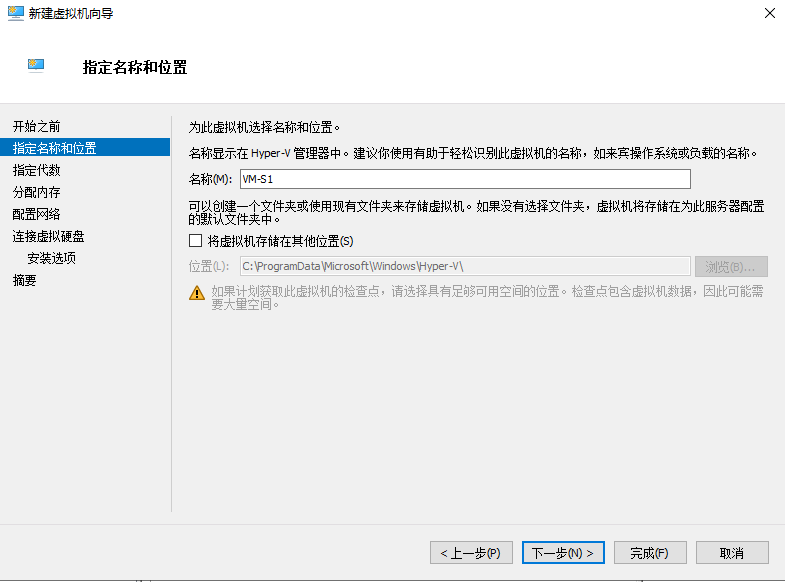 新建虚拟机向导
指定名称和位置
开始之前
指定名称和位置
指定代数
分配内存
配置网络
连接虚拟硬盘
安装选项
摘要
为此虚拟机选择名称和位置。
名称显示在 Hyper-V 管理器中。建议你使用有助于轻松识别此虚拟机的名称，如来宾操作系统或负载的名称。
名称(M): VM-S1
可以创建一个文件夹或使用现有文件夹来存储虚拟机。如果没有选择文件夹，虚拟机将存储在为此服务器配置
的默认文件夹中。
将虚拟机存储在其他位置(S)
位置(L): C:\ProgramData\Microsoft\Windows\Hyper-V\ 浏览(B)...
如果计划获取此虚拟机的检查点，请选择具有足够可用空间的位置。检查点包含虚拟机数据，因此可能需
要大量空间。
< 上一步(P) 下一步(N) > 完成(F) 取消